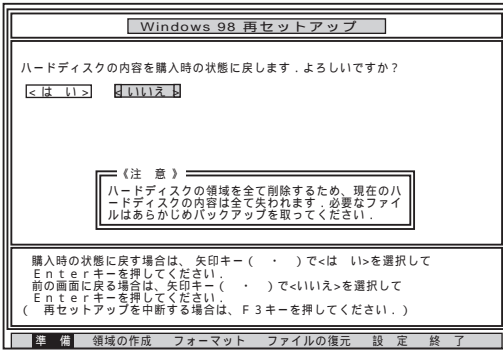 Windows 98 再セットアップ
ハードディスクの内容を購入時の状態に戻します．よろしいですか？
<は　い>　<いいえ>
《注　意》
ハードディスクの領域を全て削除するため、現在のハ
ードディスクの内容は全て失われます．必要なファイ
ルはあらかじめバックアップを取ってください．
購入時の状態に戻す場合は、矢印キー（　・　）で<は　い>を選択して
Ｅｎｔｅｒキーを押してください．
前の画面に戻る場合は、矢印キー（　・　）で<いいえ>を選択して
Ｅｎｔｅｒキーを押してください．
（　再セットアップを中断する場合は、Ｆ３キーを押してください．）
準　備　領域の作成　フォーマット　ファイルの復元　設　定　終　了